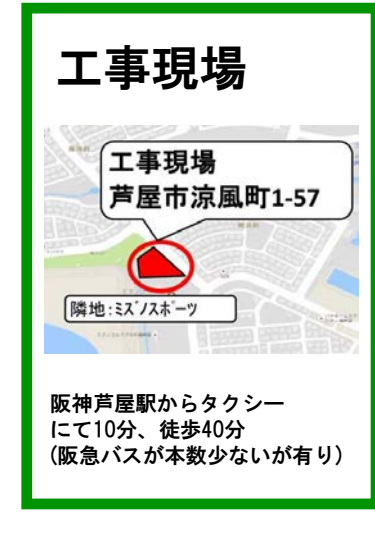 工事現場
工事現場
芦屋市涼風町1-57
隣地:ﾐｽﾞﾉｽﾎﾟｰﾂ
阪神芦屋駅からタクシー
にて10分、徒歩40分
(阪急バスが本数少ないが有り)